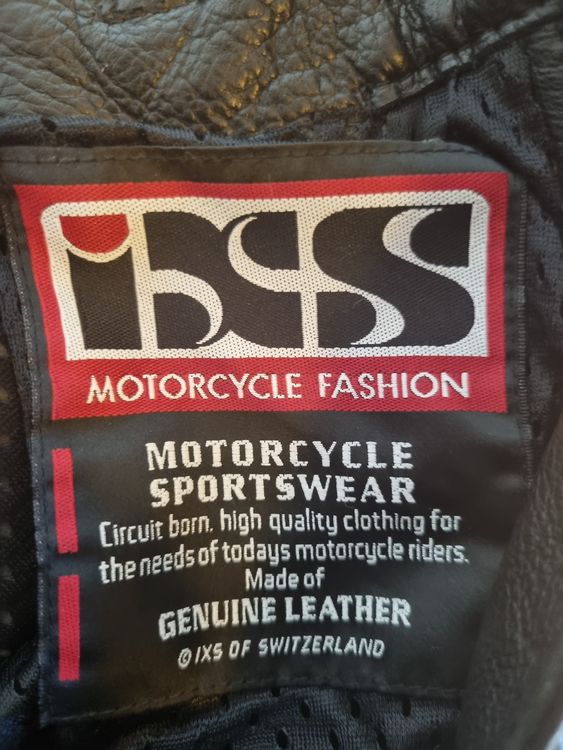 iXS
MOTORCYCLE FASHION
MOTORCYCLE
SPORTSWEAR
Circuit born, high quality clothing for
the needs of todays motorcycle riders.
Made of
GENUINE LEATHER
© IXS OF SWITZERLAND